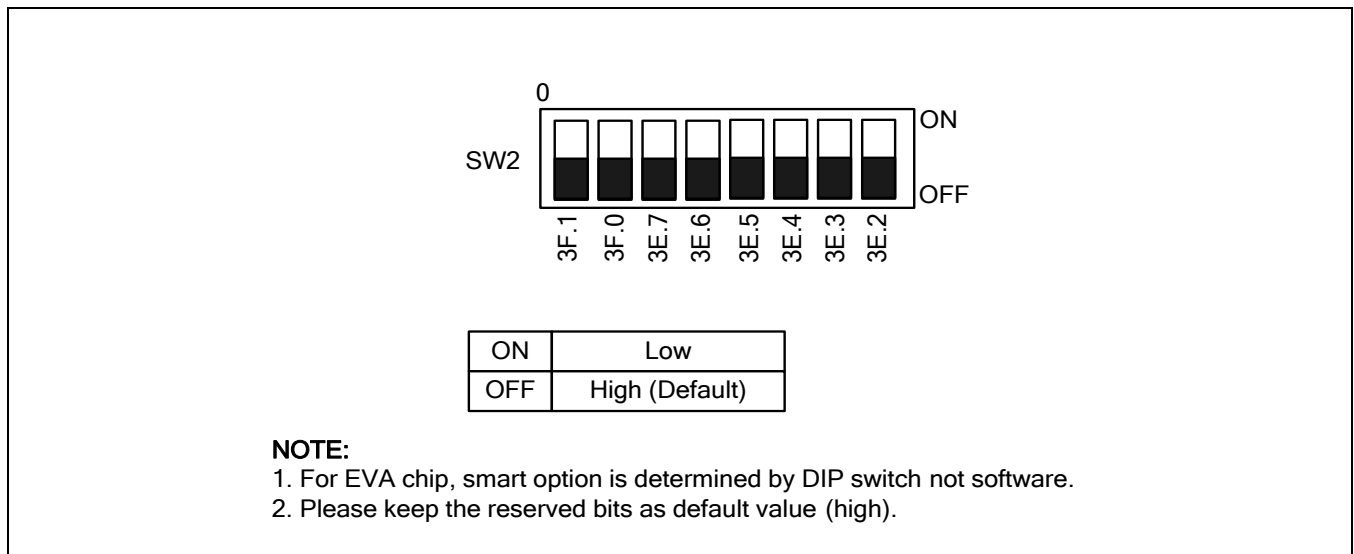 0
ON
SW2
OFF
3F.1 3F.0 3E.7 3E.6 3E.5 3E.4 3E.3 3E.2
ON Low
OFF High (Default)
NOTE:
1. For EVA chip, smart option is determined by DIP switch not software.
2. Please keep the reserved bits as default value (high).